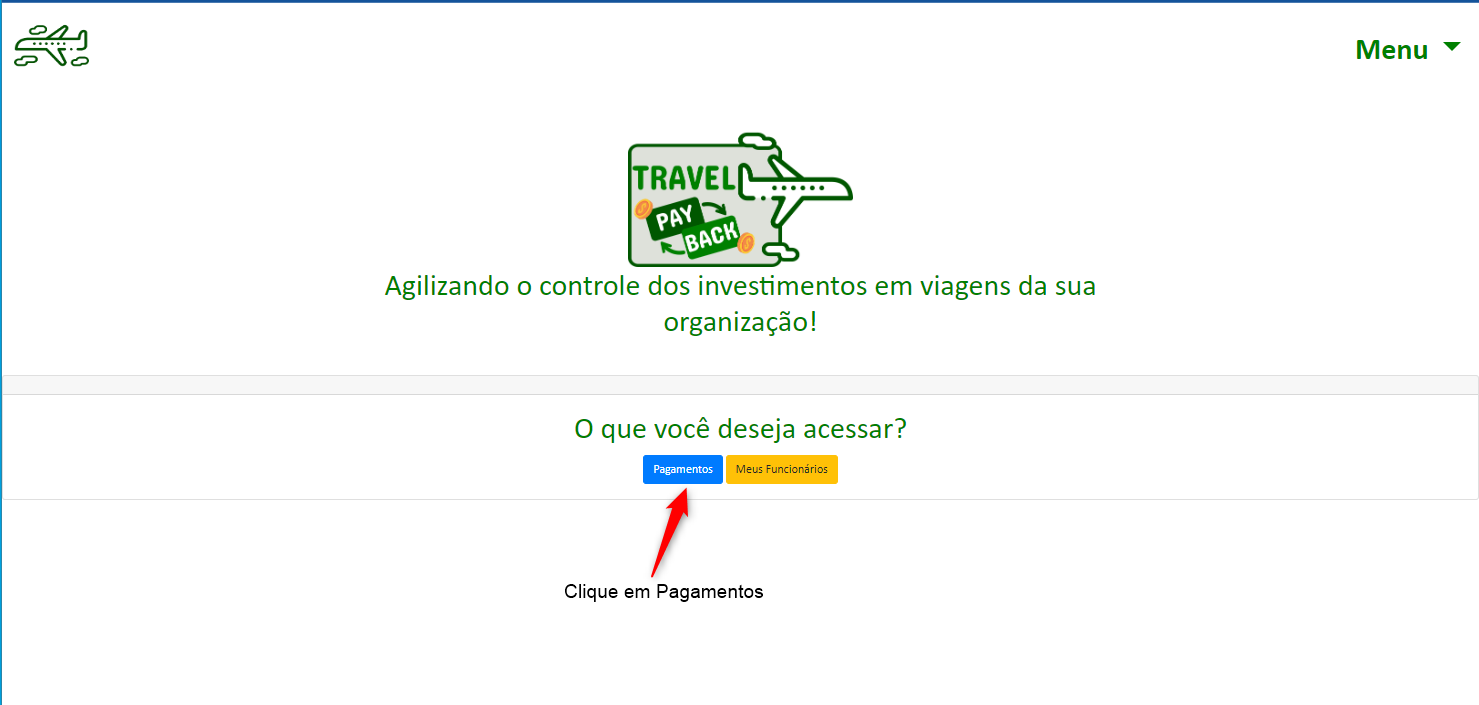 Menu
TRAVEL
PAY
BACK
Agilizando o controle dos investimentos em viagens da sua
organização!
O que você deseja acessar?
Pagamentos Meus Funcionários
Clique em Pagamentos